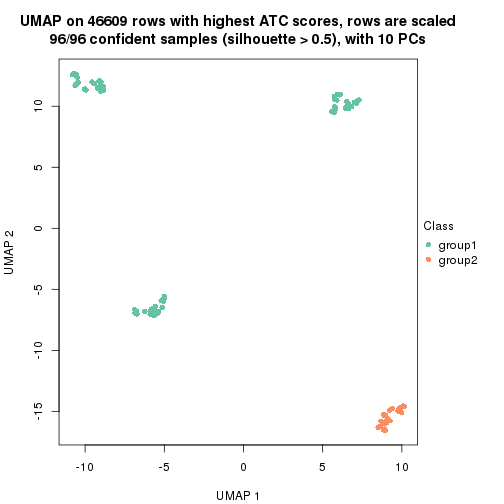 UMAP on 46609 rows with highest ATC scores, rows are scaled
96/96 confident samples (silhouette > 0.5), with 10 PCs
10
5
0
-5
-10
-15
UMAP 2
-10
-5
0
5
10
UMAP 1
Class
group1
group2